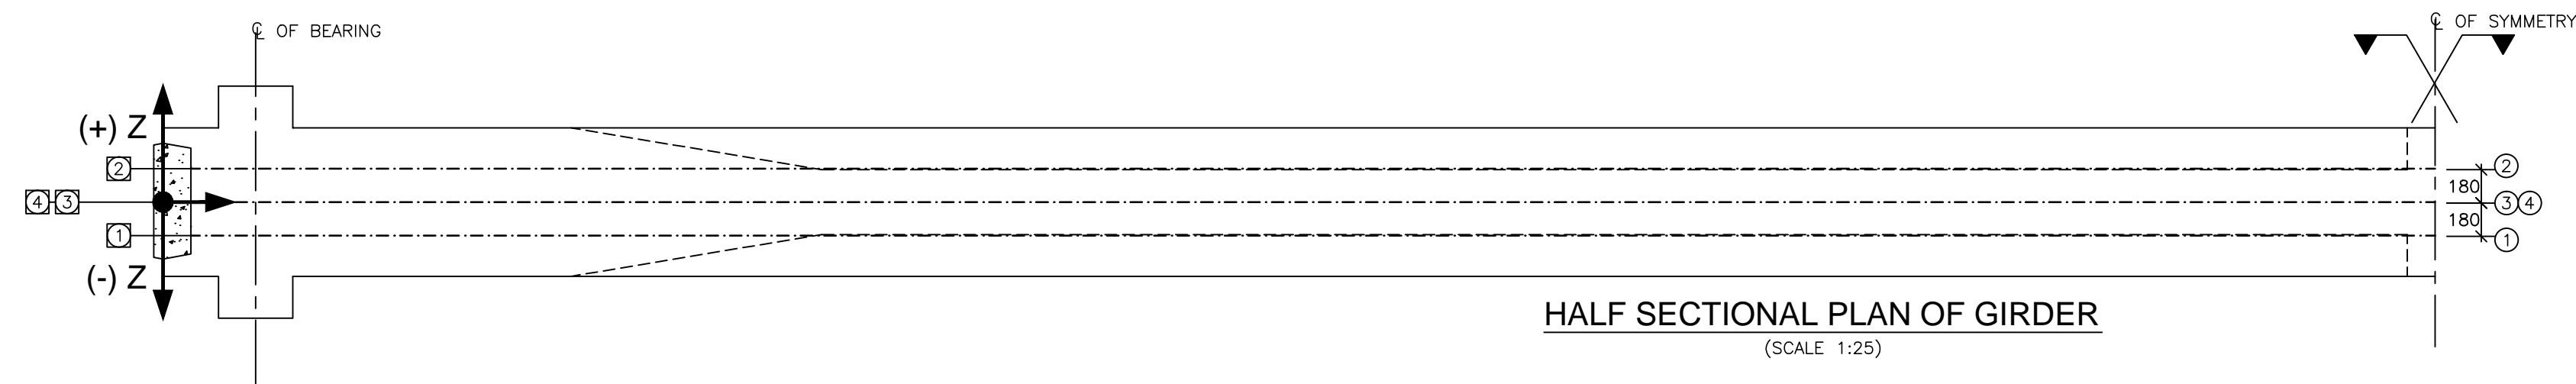 ℄ OF BEARING
℄ OF SYMMETRY
(+) Z
2
2
180
4 3
3 4
180
1
1
(-) Z
HALF SECTIONAL PLAN OF GIRDER
(SCALE 1:25)